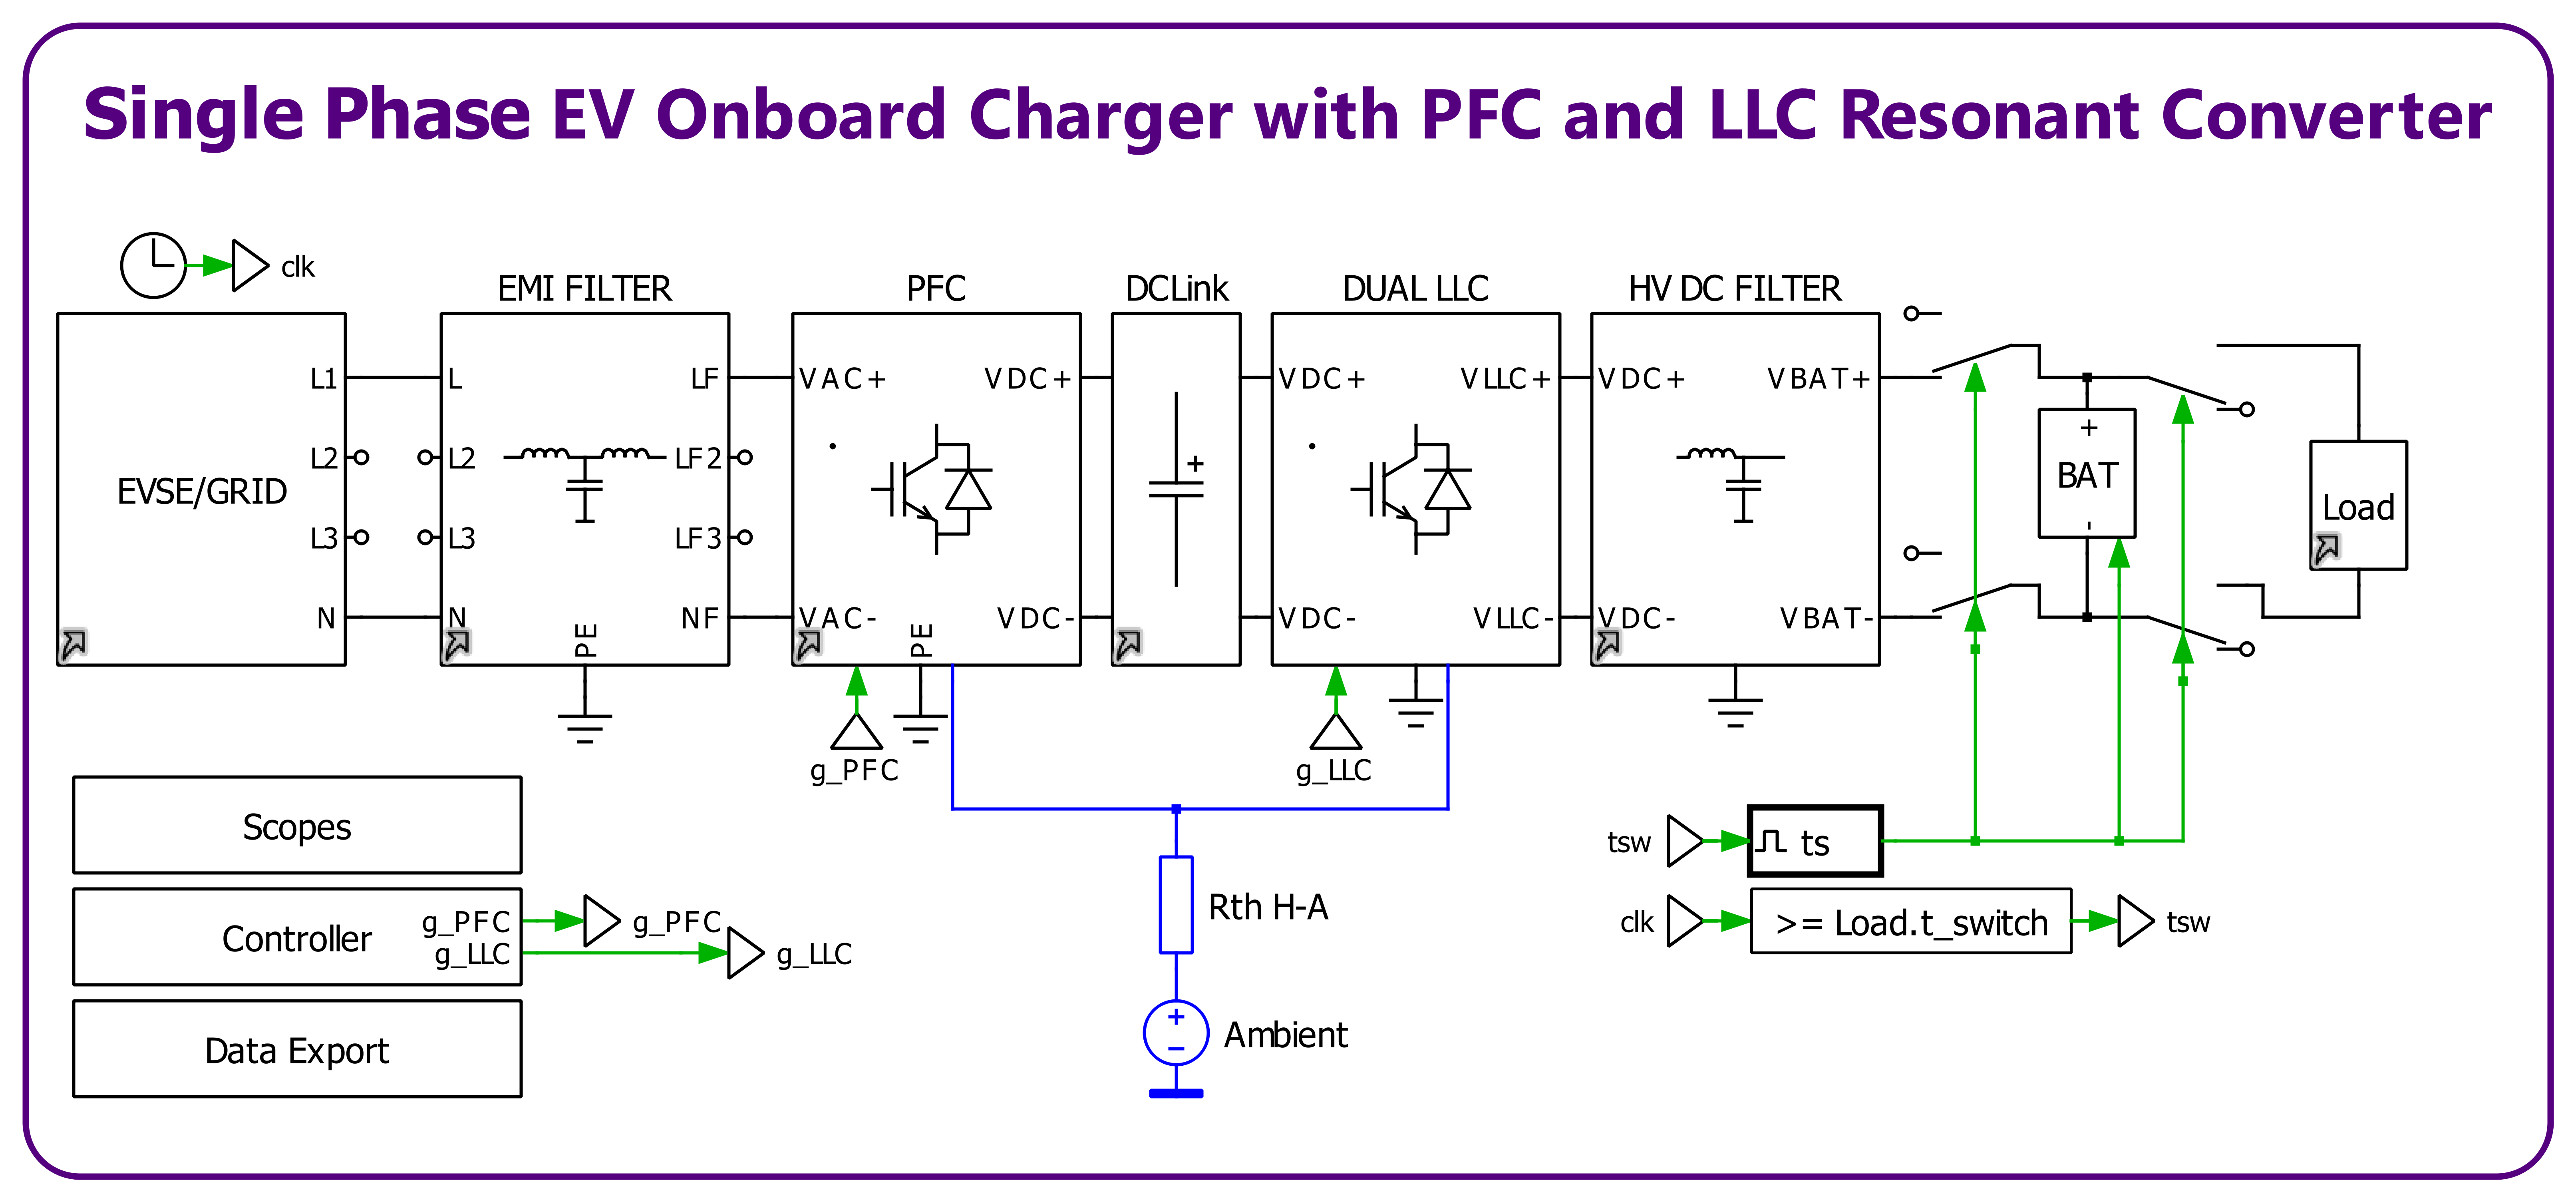 Single Phase EV Onboard Charger with PFC and LLC Resonant Converter
clk
EMI FILTER
PFC
DCLink
DUAL LLC
HV DC FILTER
EVSE/GRID
L1
L2
L3
N
L
L2
L3
N
LF
LF2
LF3
NF
PE
VAC+
VAC-
VDC+
VDC-
PE
+
VDC+
VDC-
VLLC+
VLLC-
VDC+
VDC-
VBAT+
VBAT-
+
BAT
-
Load
g_PFC
g_LLC
Scopes
Controller
g_PFC
g_LLC
g_PFC
g_LLC
Data Export
Rth H-A
+
−
Ambient
tsw
ts
clk
>= Load.t_switch
tsw